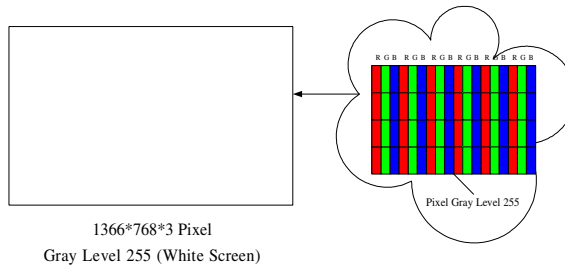 R G B R G B R G B R G B R G B R G B
Pixel Gray Level 255
1366*768*3 Pixel
Gray Level 255 (White Screen)